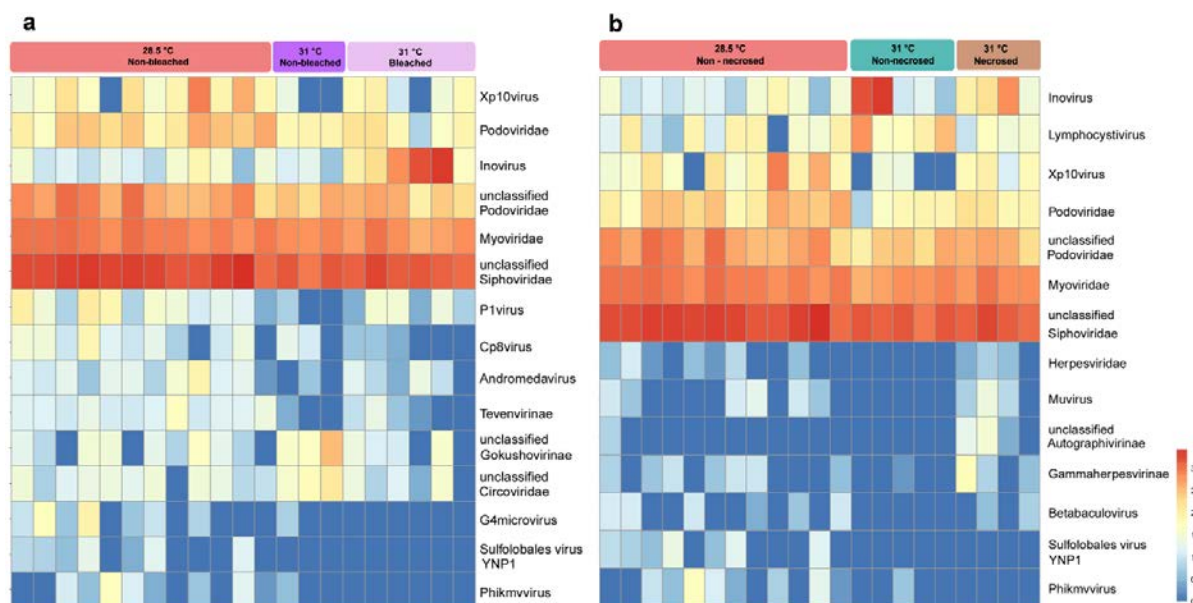 a
28.5 °C
Non-bleached
31 °C
Non-bleached
31 °C
Bleached
Xp10virus
Podoviridae
Inovirus
unclassified
Podoviridae
Myoviridae
unclassified
Siphoviridae
P1virus
Cp8virus
Andromedavirus
Tevenvirinae
unclassified
Gokushovirinae
unclassified
Circoviridae
G4microvirus
Sulfolobales virus
YNP1
Phikmvvirus
b
28.5 °C
Non - necrosed
31 °C
Non-necrosed
31 °C
Necrosed
Inovirus
Lymphocystivirus
Xp10virus
Podoviridae
unclassified
Podoviridae
Myoviridae
unclassified
Siphoviridae
Herpesviridae
Muvirus
unclassified
Autographivirinae
Gammaherpesvirinae
Betabaculovirus
Sulfolobales virus
YNP1
Phikmvvirus